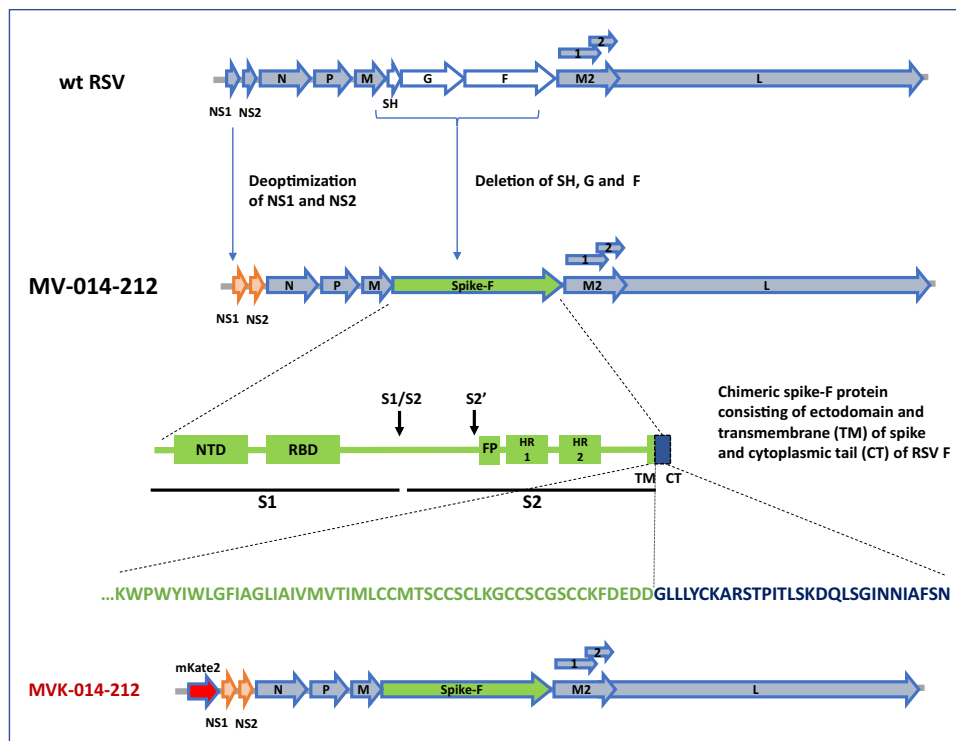 2
1
wt RSV
N
P
M
G
F
M2
L
SH
NS1
NS2
Deoptimization
of NS1 and NS2
Deletion of SH, G and F
2
1
MV-014-212
N
P
M
Spike-F
M2
L
NS1
NS2
S1/S2
S2’
NTD
RBD
FP
HR
1
HR
2
TM
CT
Chimeric spike-F protein
consisting of ectodomain and
transmembrane (TM) of spike
and cytoplasmic tail (CT) of RSV F
S1
S2
...KWPWYIWLGFIAGLIAIVMVTIMLCCMTSCCSCLKGCCSCGSCCKFDEDDGLLLYCKARSTPITLSKDQLSGINNIAFSN
mKate2
2
1
MVK-014-212
N
P
M
Spike-F
M2
L
NS1
NS2